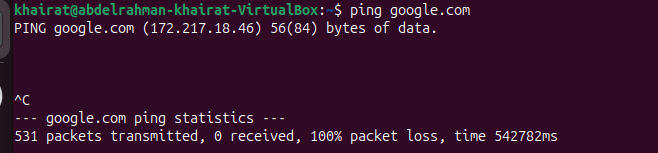 khairat@abdelrahman-khairat-VirtualBox:~$ ping google.com
PING google.com (172.217.18.46) 56(84) bytes of data.
^C
--- google.com ping statistics ---
531 packets transmitted, 0 received, 100% packet loss, time 542782ms